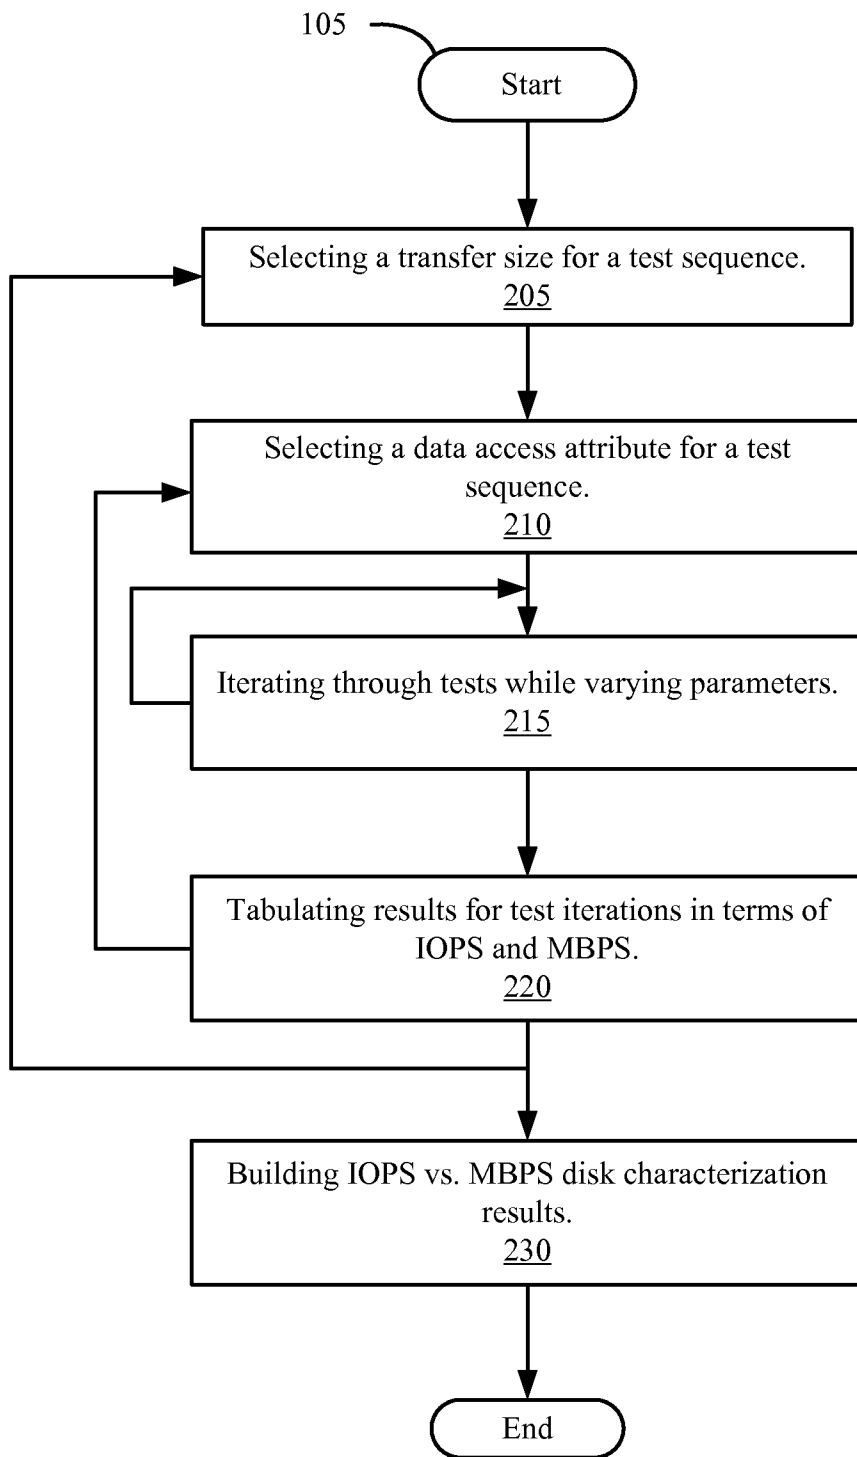 105
Start
Selecting a transfer size for a test sequence.
205
Selecting a data access attribute for a test
sequence.
210
Iterating through tests while varying parameters.
215
Tabulating results for test iterations in terms of
IOPS and MBPS.
220
Building IOPS vs. MBPS disk characterization
results.
230
End